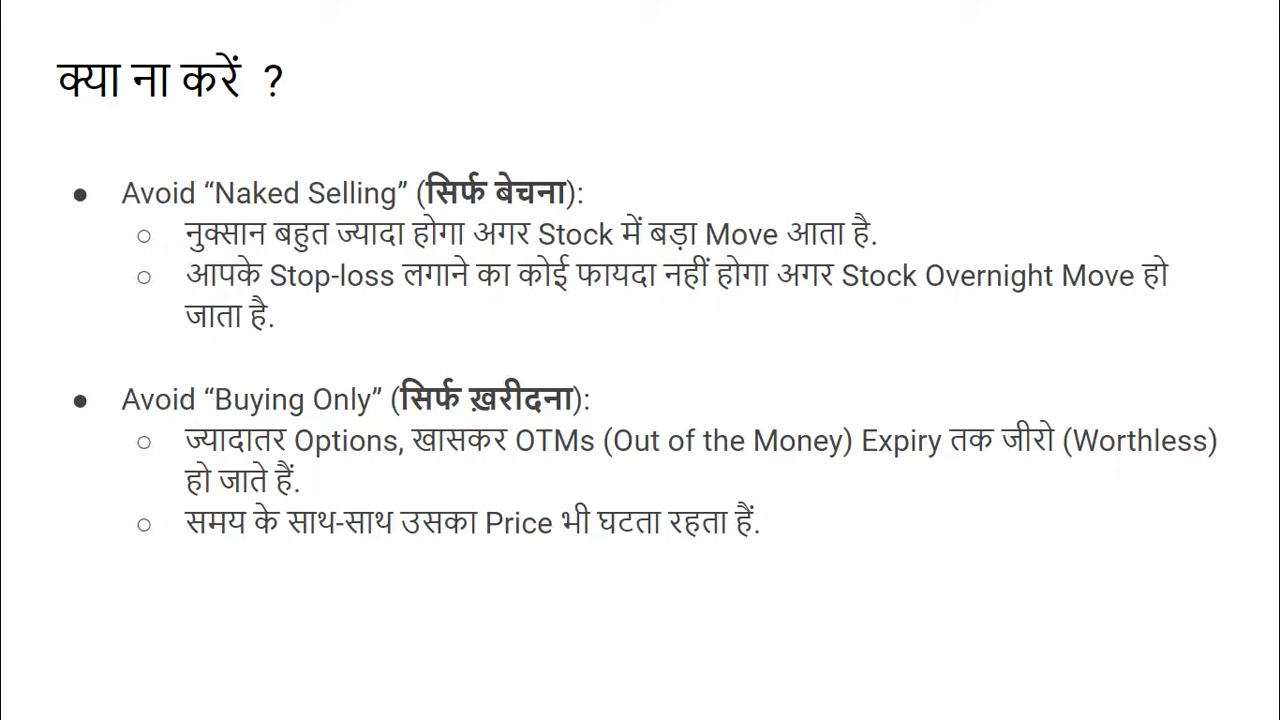 क्या ना करें ?
● Avoid “Naked Selling” (सिर्फ बेचना):
○ नुक्सान बहुत ज्यादा होगा अगर Stock में बड़ा Move आता है.
○ आपके Stop-loss लगाने का कोई फायदा नहीं होगा अगर Stock Overnight Move हो
जाता है.
● Avoid “Buying Only” (सिर्फ ख़रीदना):
○ ज्यादातर Options, खासकर OTMs (Out of the Money) Expiry तक जीरो (Worthless)
हो जाते हैं.
○ समय के साथ-साथ उसका Price भी घटता रहता हैं.